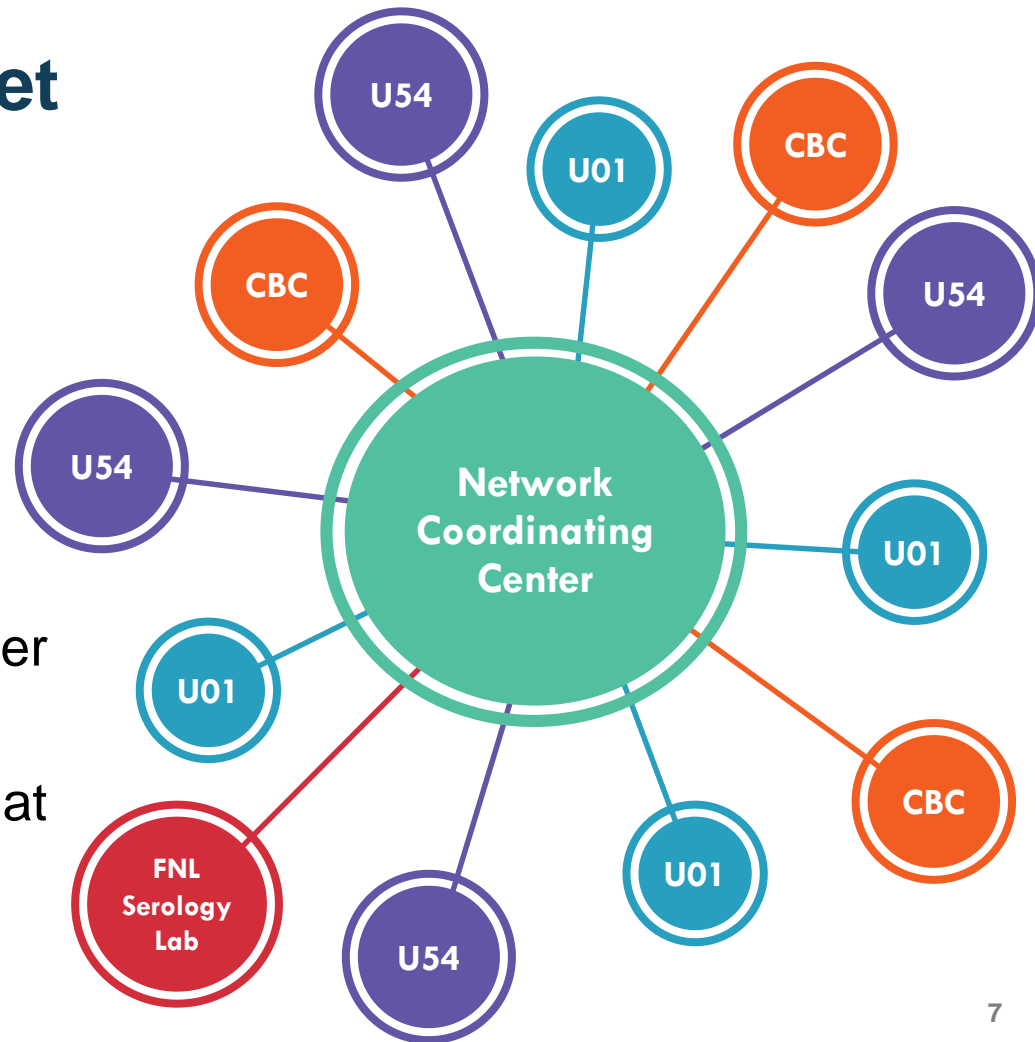 et
U54
U01
CBC
CBC
U54
U54
Network
Coordinating
Center
U01
er
U01
at
CBC
U01
FNL
Serology
Lab
U54
7